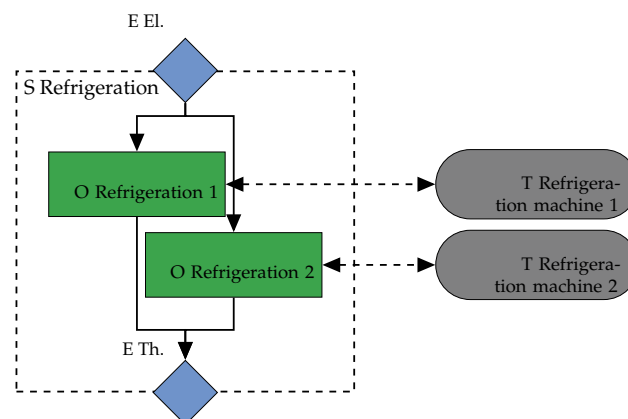 E El.
S Refrigeration
O Refrigeration 1
T Refrigera-
tion machine 1
O Refrigeration 2
T Refrigera-
tion machine 2
E Th.